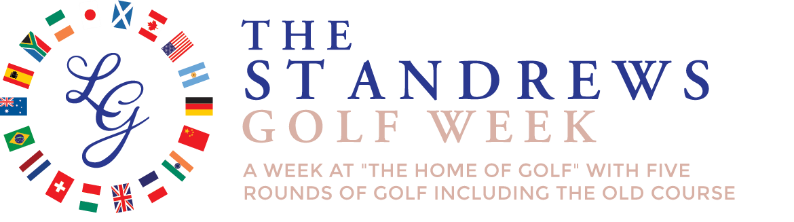 LG
THE
ST ANDREWS
GOLF WEEK
A WEEK AT "THE HOME OF GOLF" WITH FIVE
ROUNDS OF GOLF INCLUDING THE OLD COURSE